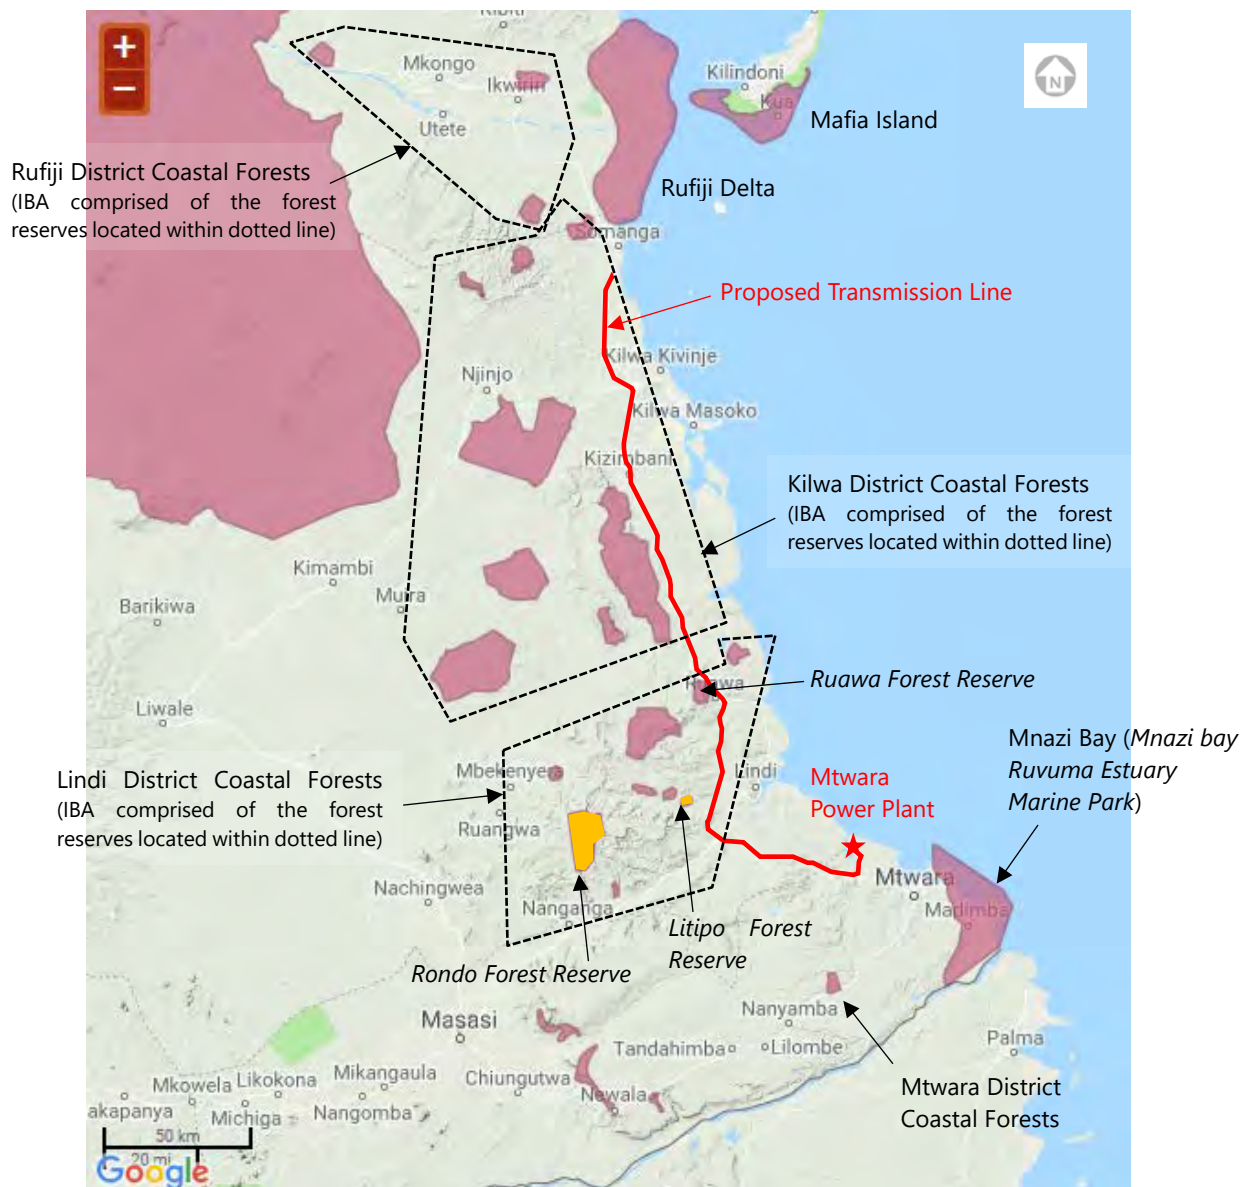 Kibiti
+
−
Mkongo
Ikwiriri
Utete
Kilindoni
Kua
N
Mafia Island
Rufiji District Coastal Forests
(IBA comprised of the forest
reserves located within dotted line)
Rufiji Delta
Somanga
Proposed Transmission Line
Kilwa Kivinje
Njinjo
Kilwa Masoko
Kizimbani
Kilwa District Coastal Forests
(IBA comprised of the forest
reserves located within dotted line)
Kimambi
Barikiwa
Ruawa Forest Reserve
Liwale
Mnazi Bay (Mnazi bay
Ruvuma Estuary
Marine Park)
Lindi District Coastal Forests
(IBA comprised of the forest
reserves located within dotted line)
Mbekenyera
Lindi
Mtwara
Power Plant
Ruangwa
Nachingwea
Mtwara
Nanganga
Madimba
Litipo Forest
Reserve
Rondo Forest Reserve
Masasi
Nanyamba
Palma
Tandahimba
Lilombe
Mkowela
Likokona
Mikangaula
Chiungutwa
Newala
Mtwara District
Coastal Forests
akapanya
Michiga
Nangomba
50 km
20 mi
Google